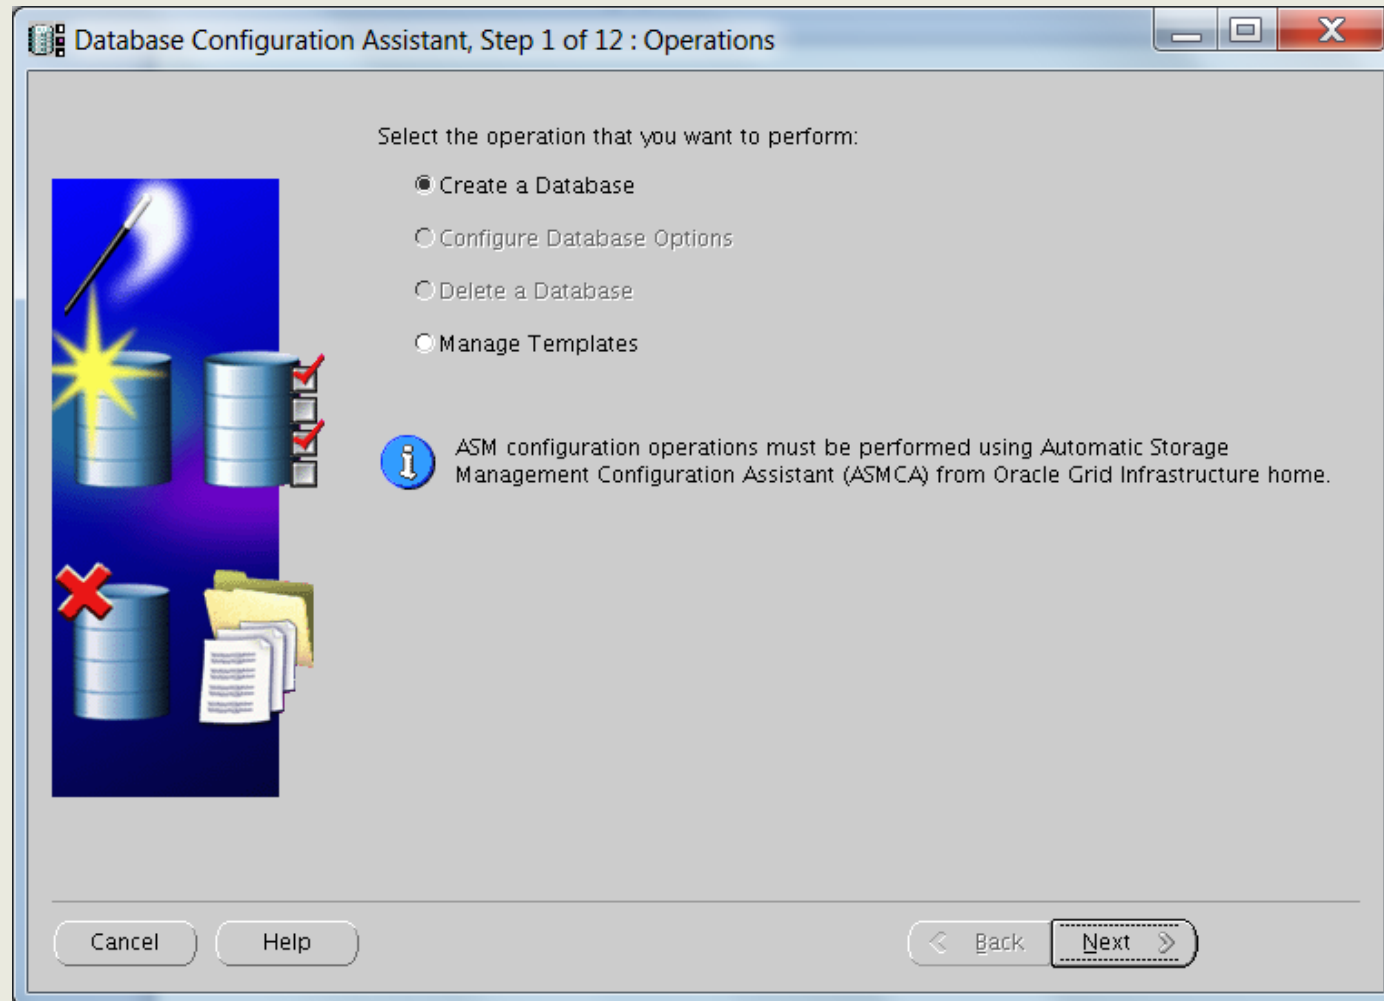 Database Configuration Assistant, Step 1 of 12 : Operations
Select the operation that you want to perform:
Create a Database
Configure Database Options
Delete a Database
Manage Templates
ASM configuration operations must be performed using Automatic Storage
Management Configuration Assistant (ASMCA) from Oracle Grid Infrastructure home.
Cancel
Help
Back
Next